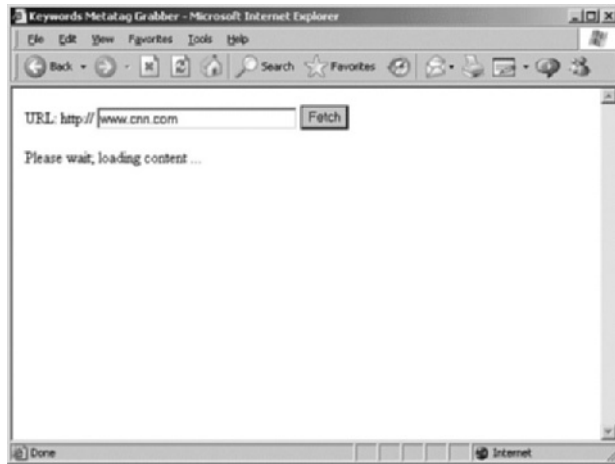 Keywords Metatag Grabber - Microsoft Internet Explorer
File Edit View Favorites Tools Help
Back Search Favorites
URL: http:// www.cnn.com Fetch
Please wait; loading content ...
Done Internet